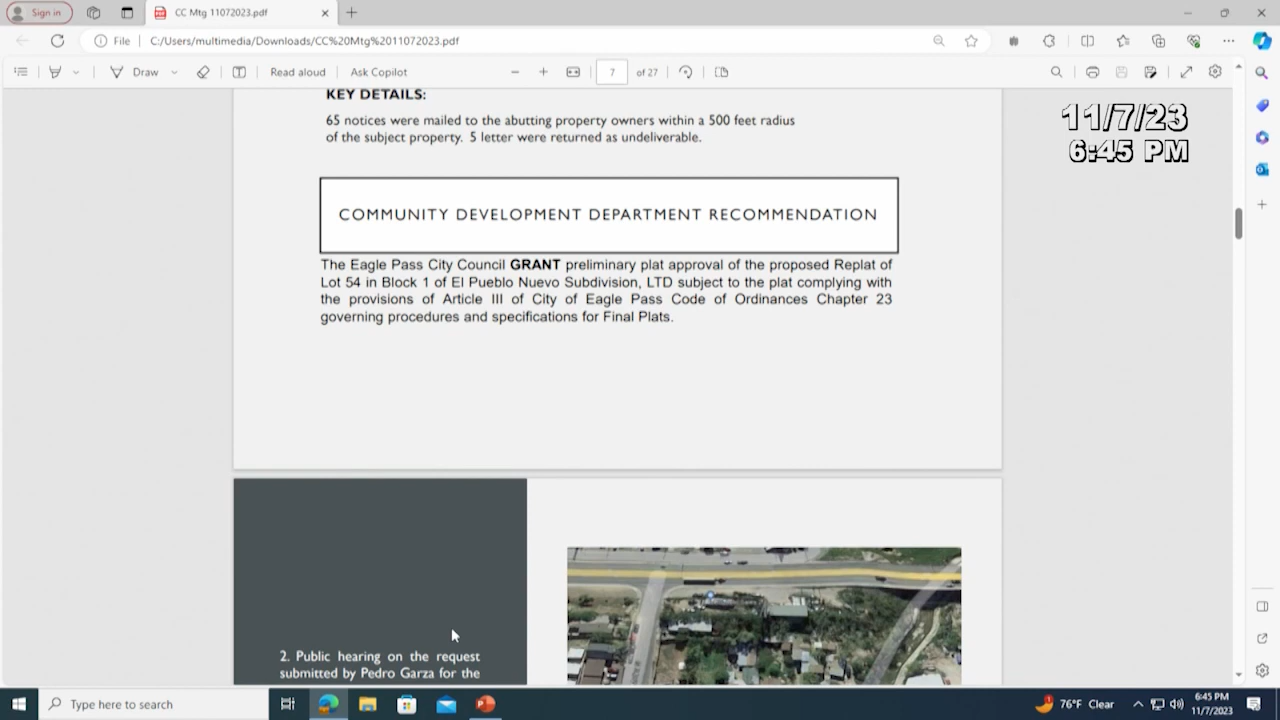 Sign in
CC Mtg 11072023.pdf
File
C:/Users/multimedia/Downloads/CC%20Mtg%2011072023.pdf
Draw
Read aloud
Ask Copilot
7
of 27
KEY DETAILS:
65 notices were mailed to the abutting property owners within a 500 feet radius
of the subject property. 5 letter were returned as undeliverable.
11/7/23
6:45 PM
COMMUNITY DEVELOPMENT DEPARTMENT RECOMMENDATION
The Eagle Pass City Council GRANT preliminary plat approval of the proposed Replat of
Lot 54 in Block 1 of El Pueblo Nuevo Subdivision, LTD subject to the plat complying with
the provisions of Article III of City of Eagle Pass Code of Ordinances Chapter 23
governing procedures and specifications for Final Plats.
2. Public hearing on the request
submitted by Pedro Garza for the
Type here to search
76°F Clear
6:45 PM
11/7/2023